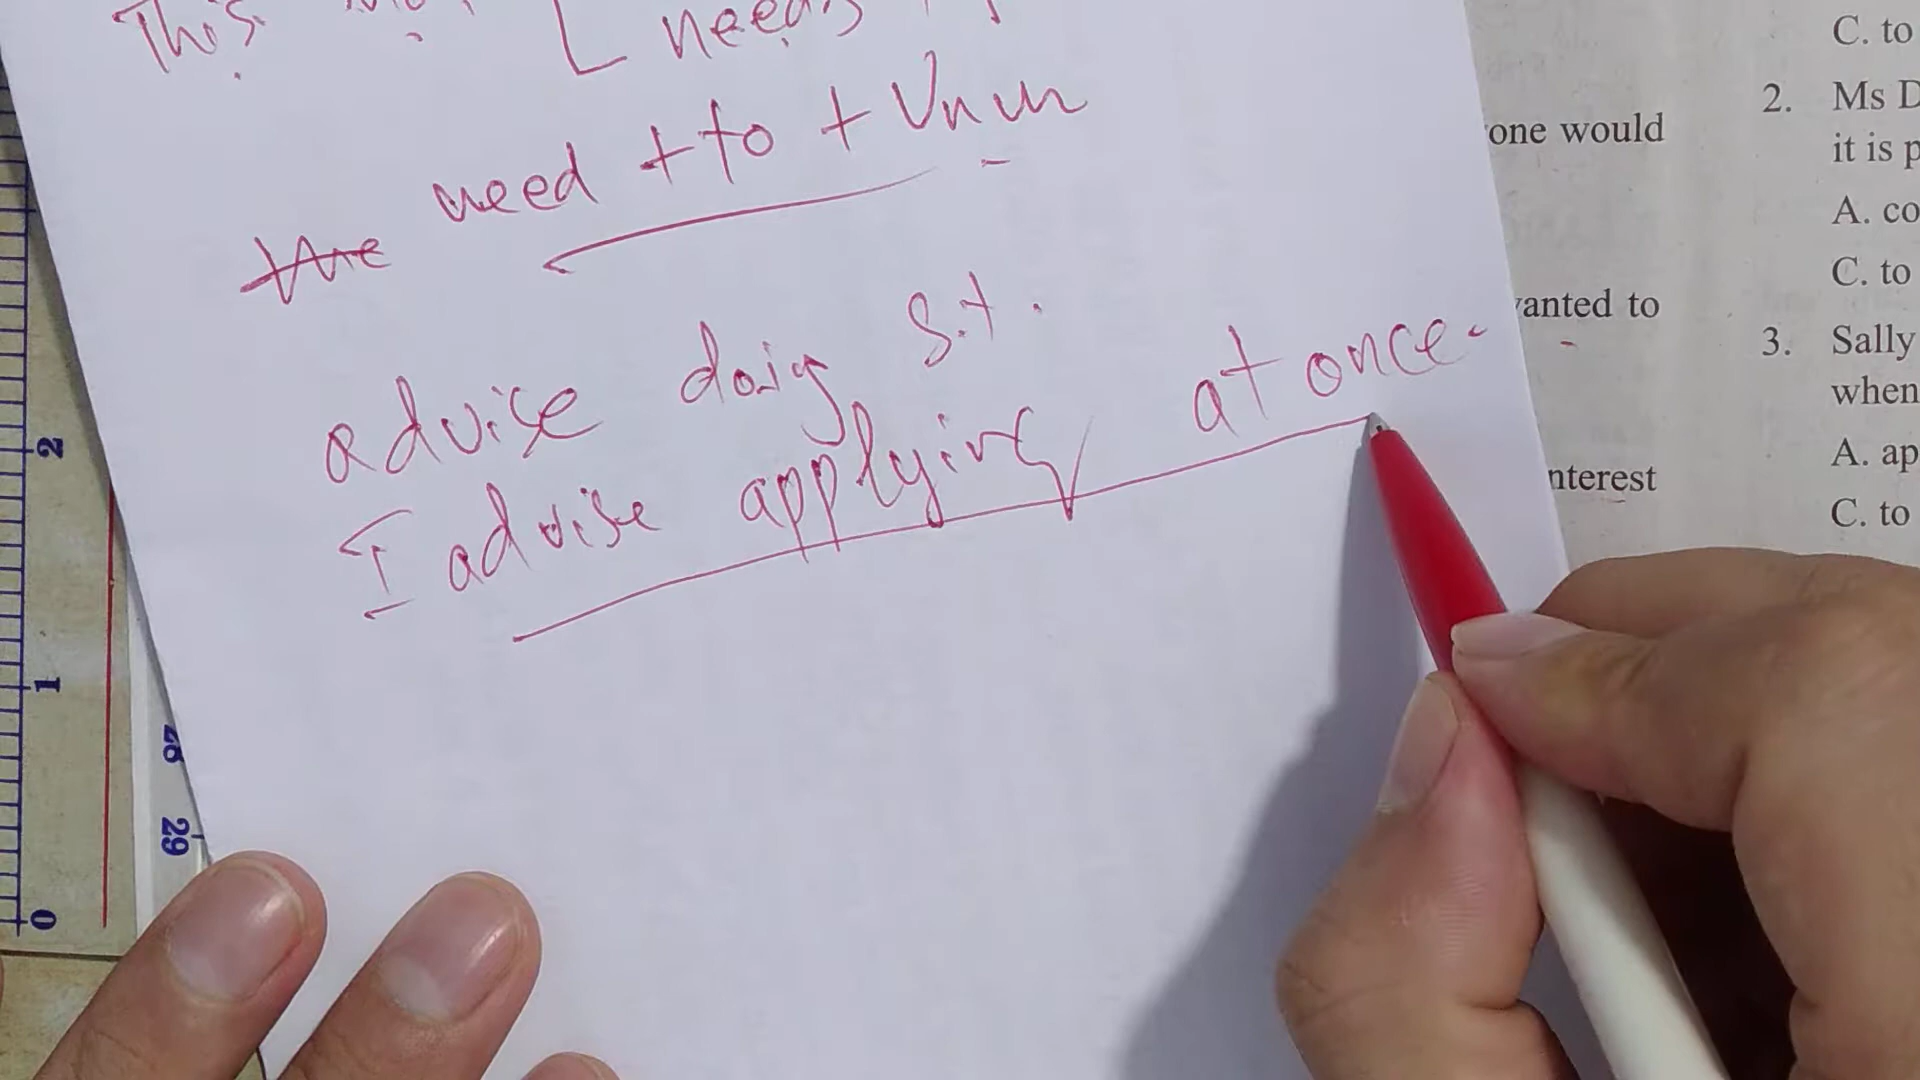 This
needs
need + to + Vnm
the
advise doing s.t.
I advise applying at once.
one would
wanted to
nterest
C. to
2. Ms D
it is p
A. co
C. to
3. Sally
when
A. ap
C. to
2
1
0
28
29